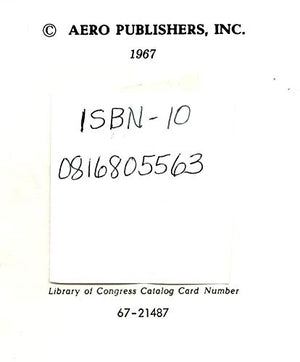 © AERO PUBLISHERS, INC.
1967
ISBN-10
0816805563
Library of Congress Catalog Card Number
67-21487